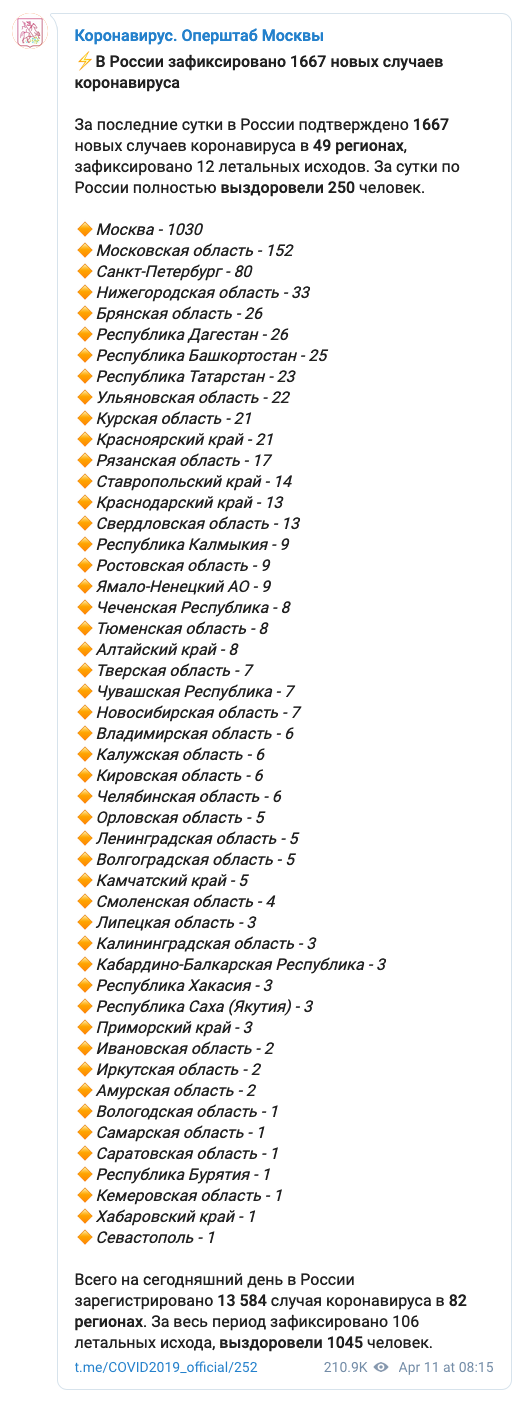 Коронавирус. Оперштаб Москвы
⚡В России зафиксировано 1667 новых случаев
коронавируса
За последние сутки в России подтверждено 1667
новых случаев коронавируса в 49 регионах,
зафиксировано 12 летальных исходов. За сутки по
России полностью выздоровели 250 человек.
🔸Москва - 1030
🔸Московская область - 152
🔸Санкт-Петербург - 80
🔸Нижегородская область - 33
🔸Брянская область - 26
🔸Республика Дагестан - 26
🔸Республика Башкортостан - 25
🔸Республика Татарстан - 23
🔸Ульяновская область - 22
🔸Курская область - 21
🔸Красноярский край - 21
🔸Рязанская область - 17
🔸Ставропольский край - 14
🔸Краснодарский край - 13
🔸Свердловская область - 13
🔸Республика Калмыкия - 9
🔸Ростовская область - 9
🔸Ямало-Ненецкий АО - 9
🔸Чеченская Республика - 8
🔸Тюменская область - 8
🔸Алтайский край - 8
🔸Тверская область - 7
🔸Чувашская Республика - 7
🔸Новосибирская область - 7
🔸Владимирская область - 6
🔸Калужская область - 6
🔸Кировская область - 6
🔸Челябинская область - 6
🔸Орловская область - 5
🔸Ленинградская область - 5
🔸Волгоградская область - 5
🔸Камчатский край - 5
🔸Смоленская область - 4
🔸Липецкая область - 3
🔸Калининградская область - 3
🔸Кабардино-Балкарская Республика - 3
🔸Республика Хакасия - 3
🔸Республика Саха (Якутия) - 3
🔸Приморский край - 3
🔸Ивановская область - 2
🔸Иркутская область - 2
🔸Амурская область - 2
🔸Вологодская область - 1
🔸Самарская область - 1
🔸Саратовская область - 1
🔸Республика Бурятия - 1
🔸Кемеровская область - 1
🔸Хабаровский край - 1
🔸Севастополь - 1
Всего на сегодняшний день в России
зарегистрировано 13 584 случая коронавируса в 82
регионах. За весь период зафиксировано 106
летальных исхода, выздоровели 1045 человек.
t.me/COVID2019_official/252 210.9K Apr 11 at 08:15